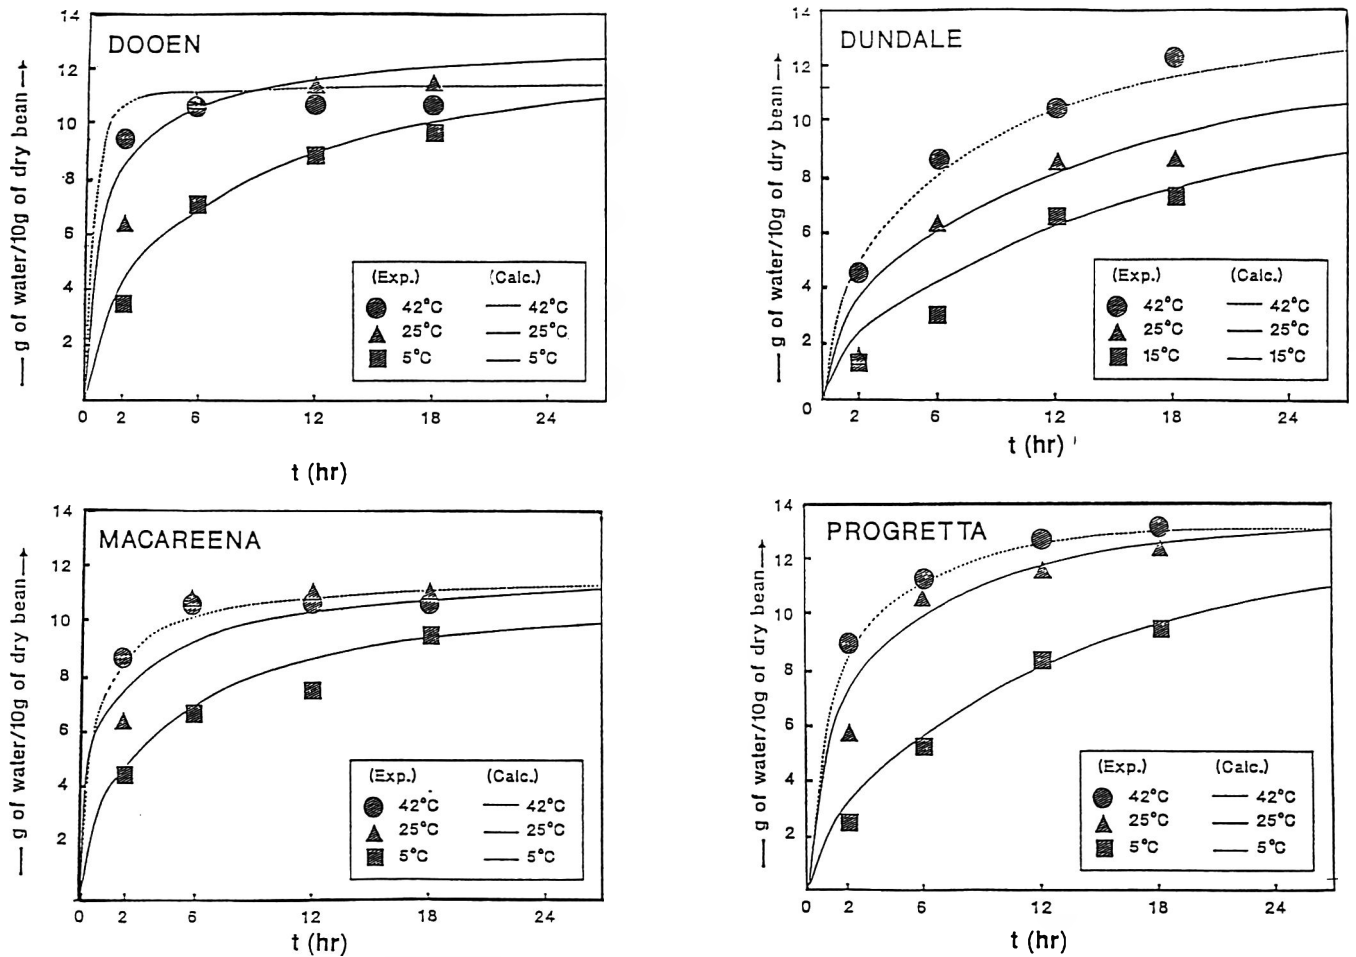 DOOEN
14
12
10
8
6
4
2
g of water/10g of dry bean
(Exp.) (Calc.)
42°C 42°C
25°C 25°C
5°C 5°C
0 2 6 12 18 24
t (hr)
DUNDALE
14
12
10
8
6
4
2
0
g of water/10g of dry bean
(Exp.) (Calc.)
42°C 42°C
25°C 25°C
15°C 15°C
2 6 12 18 24
t (hr)
MACAREENA
14
12
10
8
6
4
2
g of water/10g of dry bean
(Exp.) (Calc.)
42°C 42°C
25°C 25°C
5°C 5°C
0 2 6 12 18 24
t (hr)
PROGRETTA
14
12
10
8
6
4
2
g of water/10g of dry bean
(Exp.) (Calc.)
42°C 42°C
25°C 25°C
5°C 5°C
0 2 6 12 18 24
t (hr)